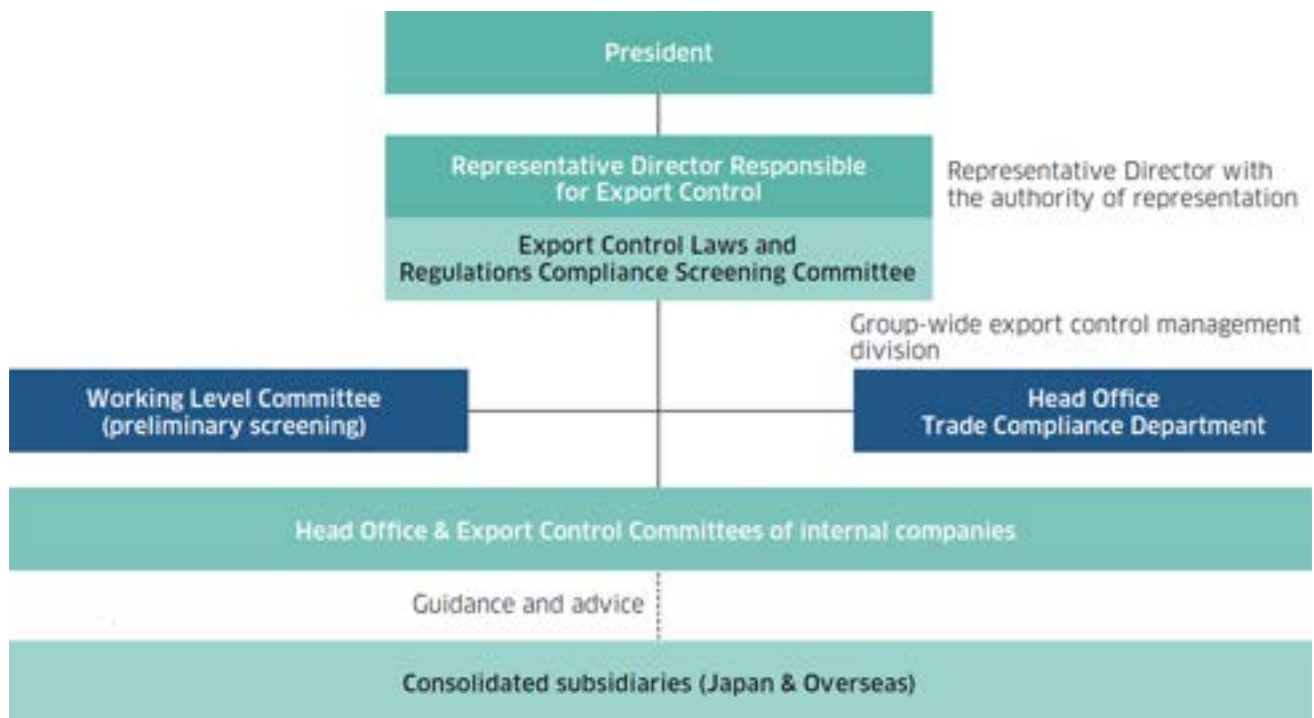 President
Representative Director Responsible
for Export Control
Representative Director with
the authority of representation
Export Control Laws and
Regulations Compliance Screening Committee
Group-wide export control management
division
Working Level Committee
(preliminary screening)
Head Office
Trade Compliance Department
Head Office & Export Control Committees of internal companies
Guidance and advice
Consolidated subsidiaries (Japan & Overseas)